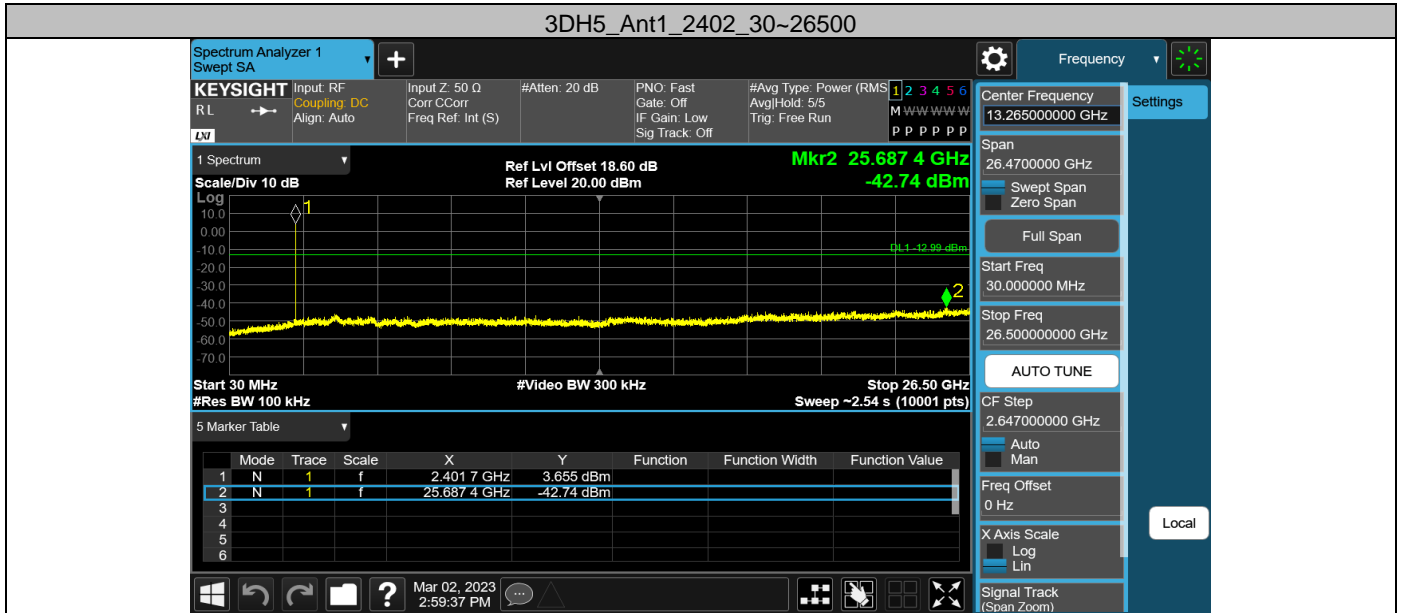 3DH5_Ant1_2402_30~26500
Spectrum Analyzer 1
Swept SA
Frequency
KEYSIGHT
RL
LXI
Input: RF
Coupling: DC
Align: Auto
Input Z: 50 Ω
Corr CCorr
Freq Ref: Int (S)
#Atten: 20 dB
PNO: Fast
Gate: Off
IF Gain: Low
Sig Track: Off
#Avg Type: Power (RMS
Avg|Hold: 5/5
Trig: Free Run
1 2 3 4 5 6
M W W W W W
P P P P P P
1 Spectrum
Scale/Div 10 dB
Ref Lvl Offset 18.60 dB
Ref Level 20.00 dBm
Mkr2 25.687 4 GHz
-42.74 dBm
Log
10.0
0.00
-10.0
-20.0
-30.0
-40.0
-50.0
-60.0
-70.0
1
DL1 -12.99 dBm
2
Start 30 MHz
#Res BW 100 kHz
#Video BW 300 kHz
Stop 26.50 GHz
Sweep ~2.54 s (10001 pts)
5 Marker Table
Mode Trace Scale X Y Function Function Width Function Value
1 N 1 f 2.401 7 GHz 3.655 dBm
2 N 1 f 25.687 4 GHz -42.74 dBm
3
4
5
6
Mar 02, 2023
2:59:37 PM
Center Frequency
13.265000000 GHz
Span
26.4700000 GHz
Swept Span
Zero Span
Full Span
Start Freq
30.000000 MHz
Stop Freq
26.500000000 GHz
AUTO TUNE
CF Step
2.647000000 GHz
Auto
Man
Freq Offset
0 Hz
X Axis Scale
Log
Lin
Signal Track
(Span Zoom)
Settings
Local